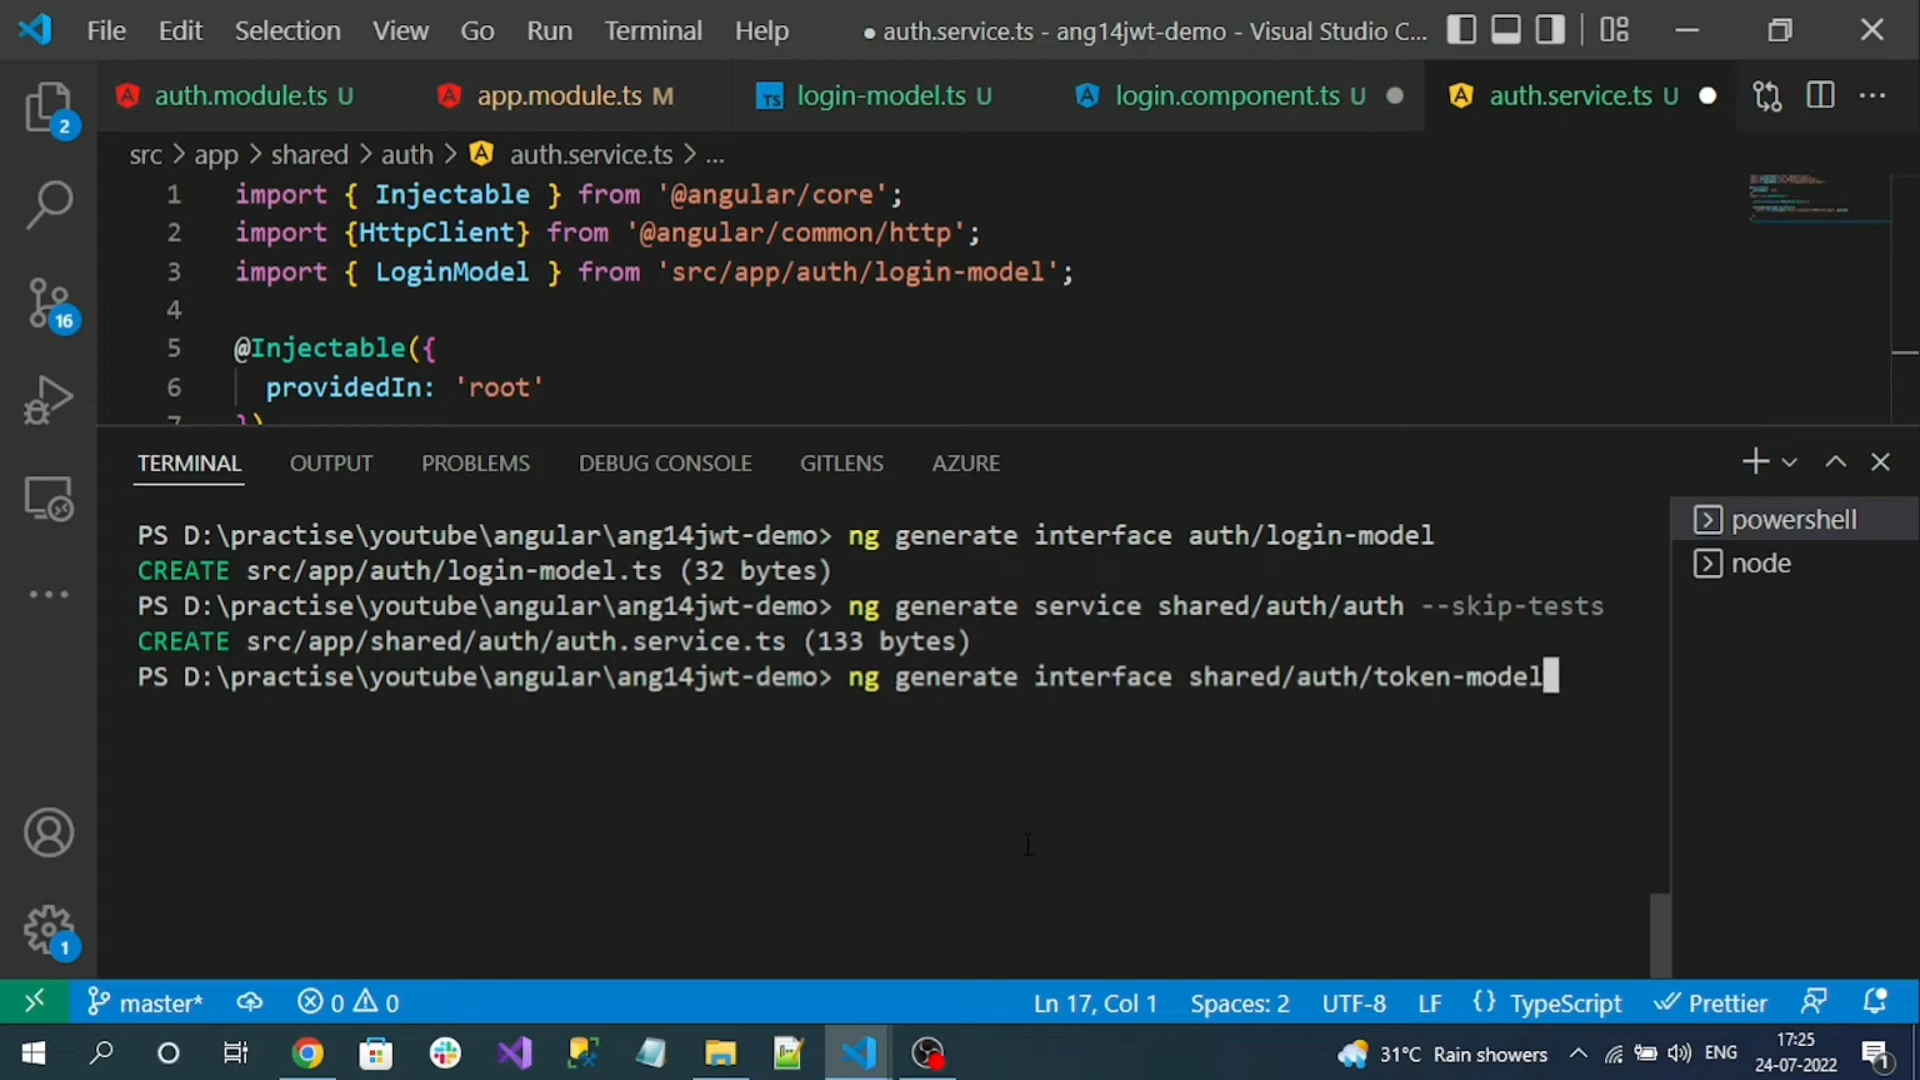 File Edit Selection View Go Run Terminal Help ● auth.service.ts - ang14jwt-demo - Visual Studio C...
auth.module.ts U app.module.ts M TS login-model.ts U login.component.ts U ● auth.service.ts U ●
src > app > shared > auth > auth.service.ts > ...
1 import { Injectable } from '@angular/core';
2 import {HttpClient} from '@angular/common/http';
3 import { LoginModel } from 'src/app/auth/login-model';
4
5 @Injectable({
6 providedIn: 'root'
7 })
TERMINAL OUTPUT PROBLEMS DEBUG CONSOLE GITLENS AZURE
PS D:\practise\youtube\angular\ang14jwt-demo> ng generate interface auth/login-model
CREATE src/app/auth/login-model.ts (32 bytes)
PS D:\practise\youtube\angular\ang14jwt-demo> ng generate service shared/auth/auth --skip-tests
CREATE src/app/shared/auth/auth.service.ts (133 bytes)
PS D:\practise\youtube\angular\ang14jwt-demo> ng generate interface shared/auth/token-model
powershell
node
2
16
1
master* 0 0 Ln 17, Col 1 Spaces: 2 UTF-8 LF {} TypeScript Prettier
31°C Rain showers ENG 17:25
24-07-2022
1